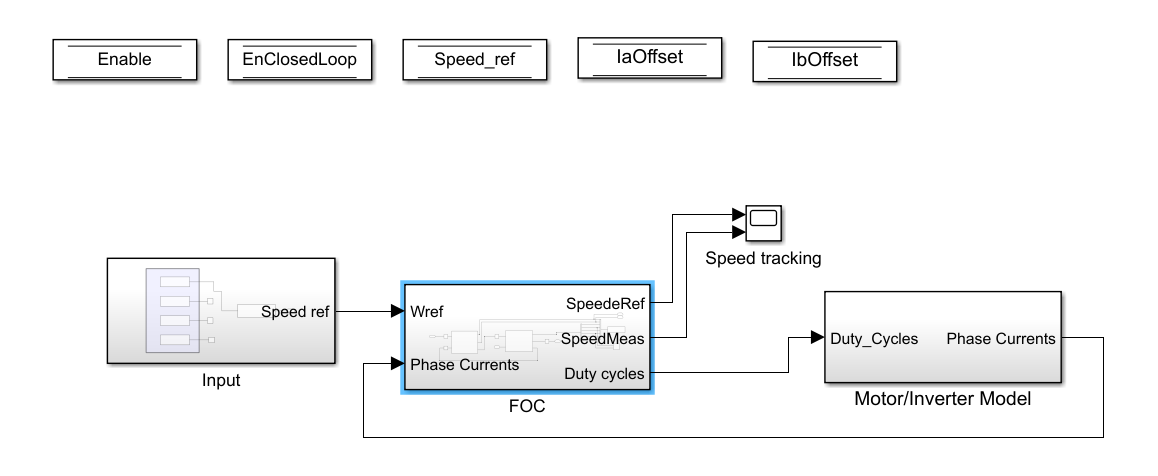 Enable
EnClosedLoop
Speed_ref
IaOffset
IbOffset
Speed tracking
Speed ref
Input
Wref
Phase Currents
SpeedeRef
SpeedMeas
Duty cycles
FOC
Duty_Cycles
Phase Currents
Motor/Inverter Model